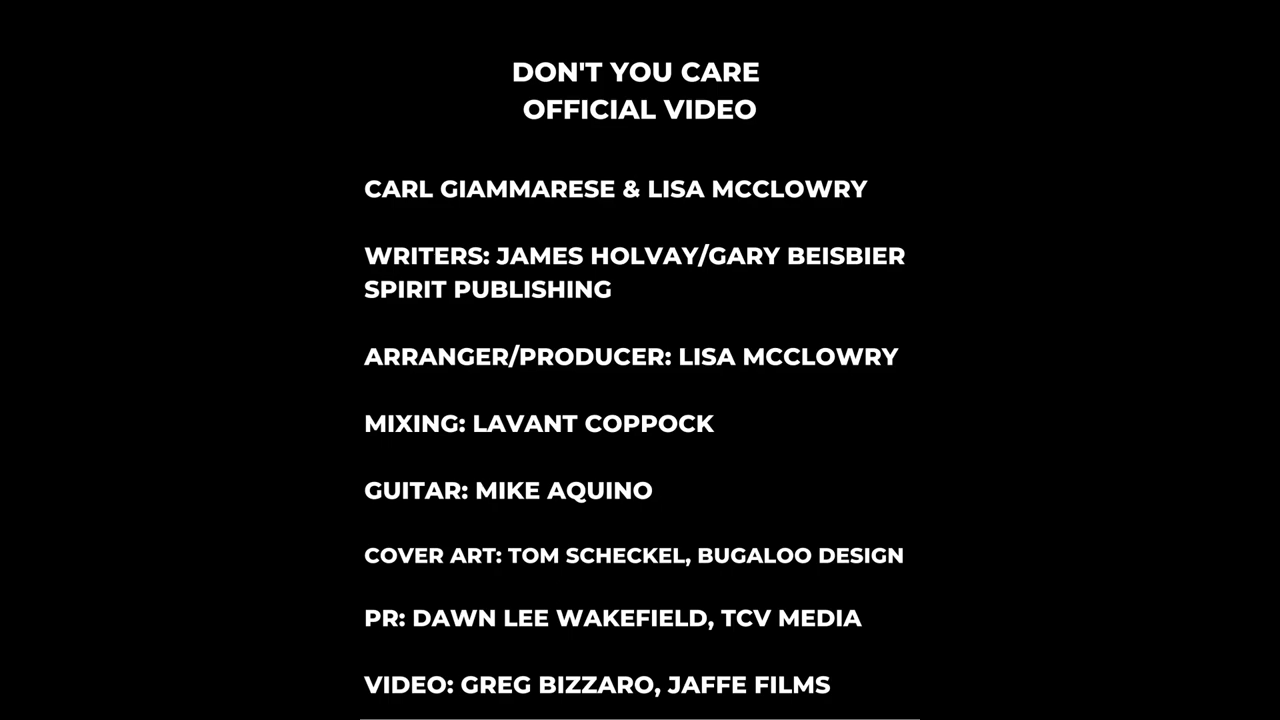 DON'T YOU CARE
OFFICIAL VIDEO
CARL GIAMMARESE & LISA MCCLOWRY
WRITERS: JAMES HOLVAY/GARY BEISBIER
SPIRIT PUBLISHING
ARRANGER/PRODUCER: LISA MCCLOWRY
MIXING: LAVANT COPPOCK
GUITAR: MIKE AQUINO
COVER ART: TOM SCHECKEL, BUGALOO DESIGN
PR: DAWN LEE WAKEFIELD, TCV MEDIA
VIDEO: GREG BIZZARO, JAFFE FILMS